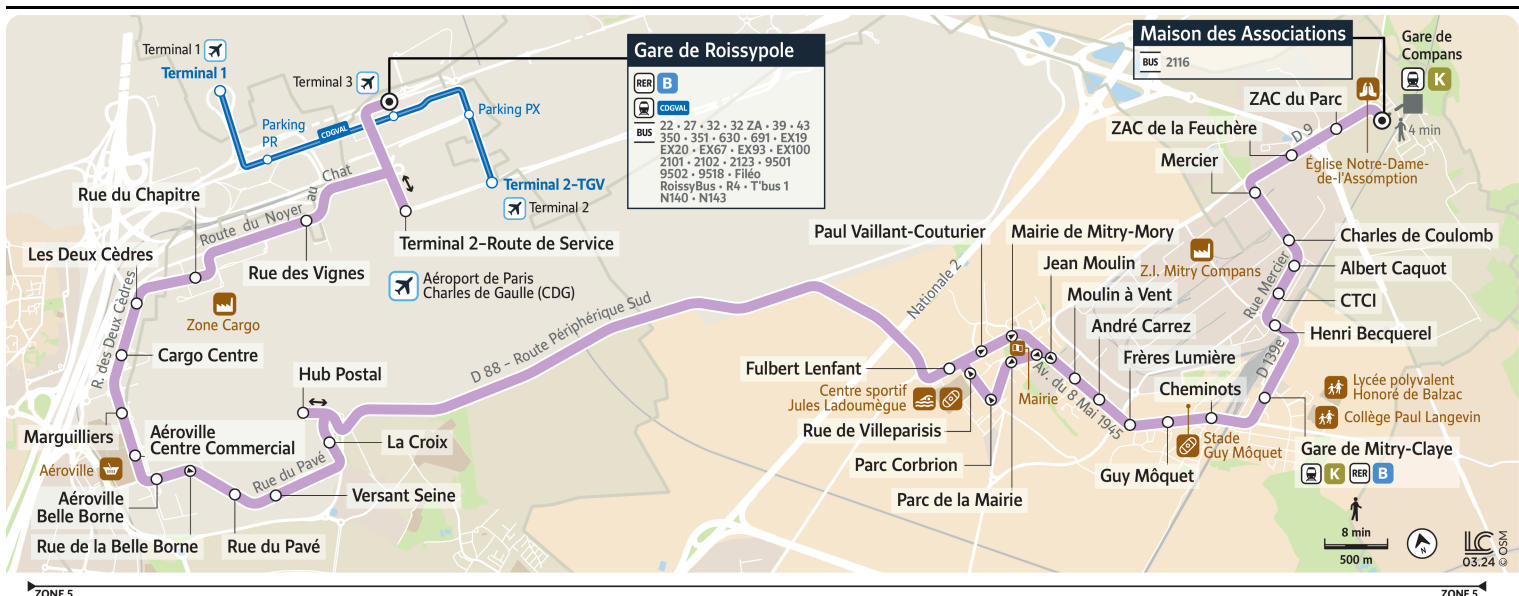 Terminal 1
Terminal 1
Terminal 3
Gare de Roissypole
RER B
CDGVAL
BUS
22 • 27 • 32 • 32 ZA • 39 • 43
350 • 351 • 630 • 691 • EX19
EX20 • EX67 • EX93 • EX100
2101 • 2102 • 2123 • 9501
9502 • 9518 • Filéo
RoissyBus • R4 • T'bus 1
N140 • N143
Maison des Associations
BUS 2116
Gare de
Compans
K
4 min
Parking PX
Parking
PR
CDGVAL
Terminal 2-TGV
Terminal 2
ZAC du Parc
ZAC de la Feuchère
D 9
Mercier
Église Notre-Dame-
de-l'Assomption
Rue du Chapitre
Route du Noyer au Chat
Les Deux Cèdres
Rue des Vignes
Terminal 2-Route de Service
Aéroport de Paris
Charles de Gaulle (CDG)
Zone Cargo
R. des Deux Cèdres
Cargo Centre
Hub Postal
D 88 - Route Périphérique Sud
Nationale 2
Paul Vaillant-Couturier
Mairie de Mitry-Mory
Jean Moulin
Z.I. Mitry Compans
Charles de Coulomb
Albert Caquot
Rue Mercier
CTCI
Moulin à Vent
André Carrez
Henri Becquerel
D 139e
Frères Lumière
Fulbert Lenfant
Cheminots
Centre sportif
Jules Ladoumègue
Mairie
Av. du 8 Mai 1945
Lycée polyvalent
Honoré de Balzac
Collège Paul Langevin
Marguilliers
Aéroville
Centre Commercial
La Croix
Rue de Villeparisis
Stade
Guy Môquet
Gare de Mitry-Claye
K RER B
Aéroville
Rue du Pavé
Parc Corbrion
Guy Môquet
Aéroville
Belle Borne
Versant Seine
Parc de la Mairie
Rue de la Belle Borne
Rue du Pavé
8 min
500 m
N
LC
03.24
© OSM
ZONE 5
ZONE 5